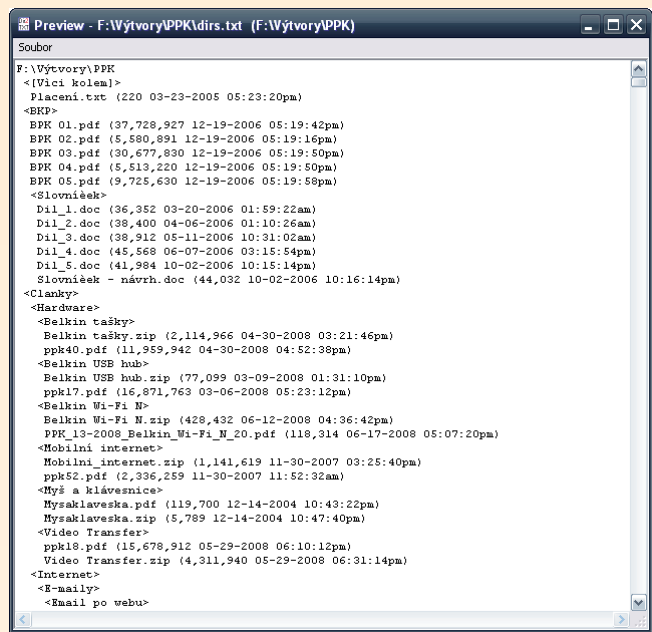 Preview - F:\Výtvory\PPK\dirs.txt (F:\Výtvory\PPK)
Soubor
F:\Výtvory\PPK
<[Vìci kolem]>
Placení.txt (220 03-23-2005 05:23:20pm)
<BKP>
BPK 01.pdf (37,728,927 12-19-2006 05:19:42pm)
BPK 02.pdf (5,580,891 12-19-2006 05:19:16pm)
BPK 03.pdf (30,677,830 12-19-2006 05:19:50pm)
BPK 04.pdf (5,513,220 12-19-2006 05:19:50pm)
BPK 05.pdf (9,725,630 12-19-2006 05:19:58pm)
<Slovníèek>
Dil_1.doc (36,352 03-20-2006 01:59:22am)
Dil_2.doc (38,400 04-06-2006 01:10:26am)
Dil_3.doc (38,912 05-11-2006 10:31:02am)
Dil_4.doc (45,568 06-07-2006 03:15:54pm)
Dil_5.doc (41,984 10-02-2006 10:15:14pm)
Slovníèek - návrh.doc (44,032 10-02-2006 10:16:14pm)
<Clanky>
<Hardware>
<Belkin tašky>
Belkin tašky.zip (2,114,966 04-30-2008 03:21:46pm)
ppk40.pdf (11,959,942 04-30-2008 04:52:38pm)
<Belkin USB hub>
Belkin USB hub.zip (77,099 03-09-2008 01:31:10pm)
ppk17.pdf (16,871,763 03-06-2008 05:23:12pm)
<Belkin Wi-Fi N>
Belkin Wi-Fi N.zip (428,432 06-12-2008 04:36:42pm)
PPK_13-2008_Belkin_Wi-Fi_N_20.pdf (118,314 06-17-2008 05:07:20pm)
<Mobilní internet>
Mobilni_internet.zip (1,141,619 11-30-2007 03:25:40pm)
ppk52.pdf (2,336,259 11-30-2007 11:52:32am)
<Myš a klávesnice>
Mysaklaveska.pdf (119,700 12-14-2004 10:43:22pm)
Mysaklaveska.zip (5,789 12-14-2004 10:47:40pm)
<Video Transfer>
ppk18.pdf (15,678,912 05-29-2008 06:10:12pm)
Video Transfer.zip (4,311,940 05-29-2008 06:31:14pm)
<Internet>
<E-maily>
<Email po webu>